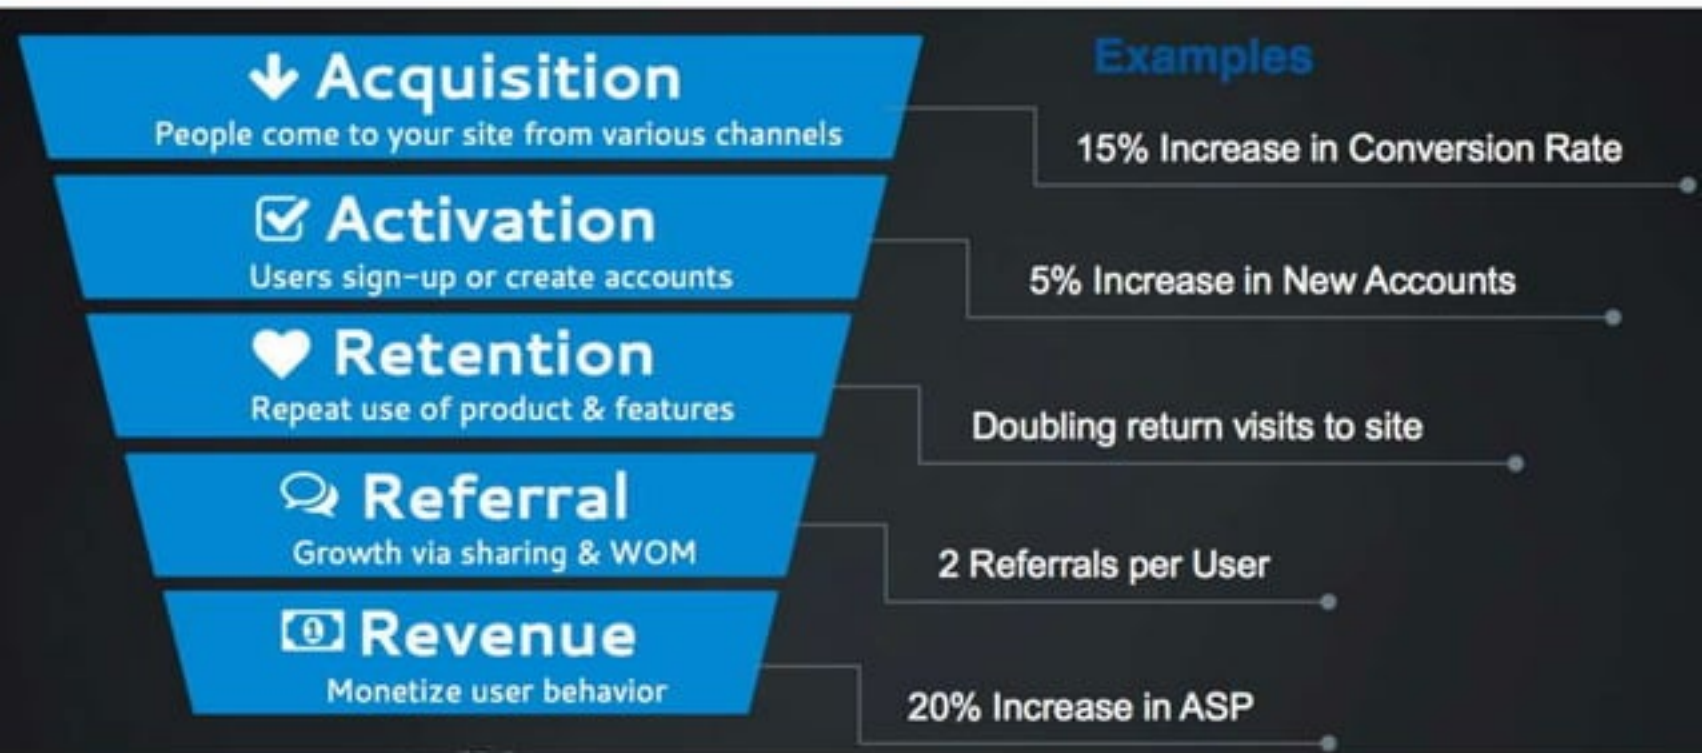 Acquisition
People come to your site from various channels
Examples
15% Increase in Conversion Rate
Activation
Users sign-up or create accounts
5% Increase in New Accounts
Retention
Repeat use of product & features
Doubling return visits to site
Referral
Growth via sharing & WOM
2 Referrals per User
1
Revenue
Monetize user behavior
20% Increase in ASP